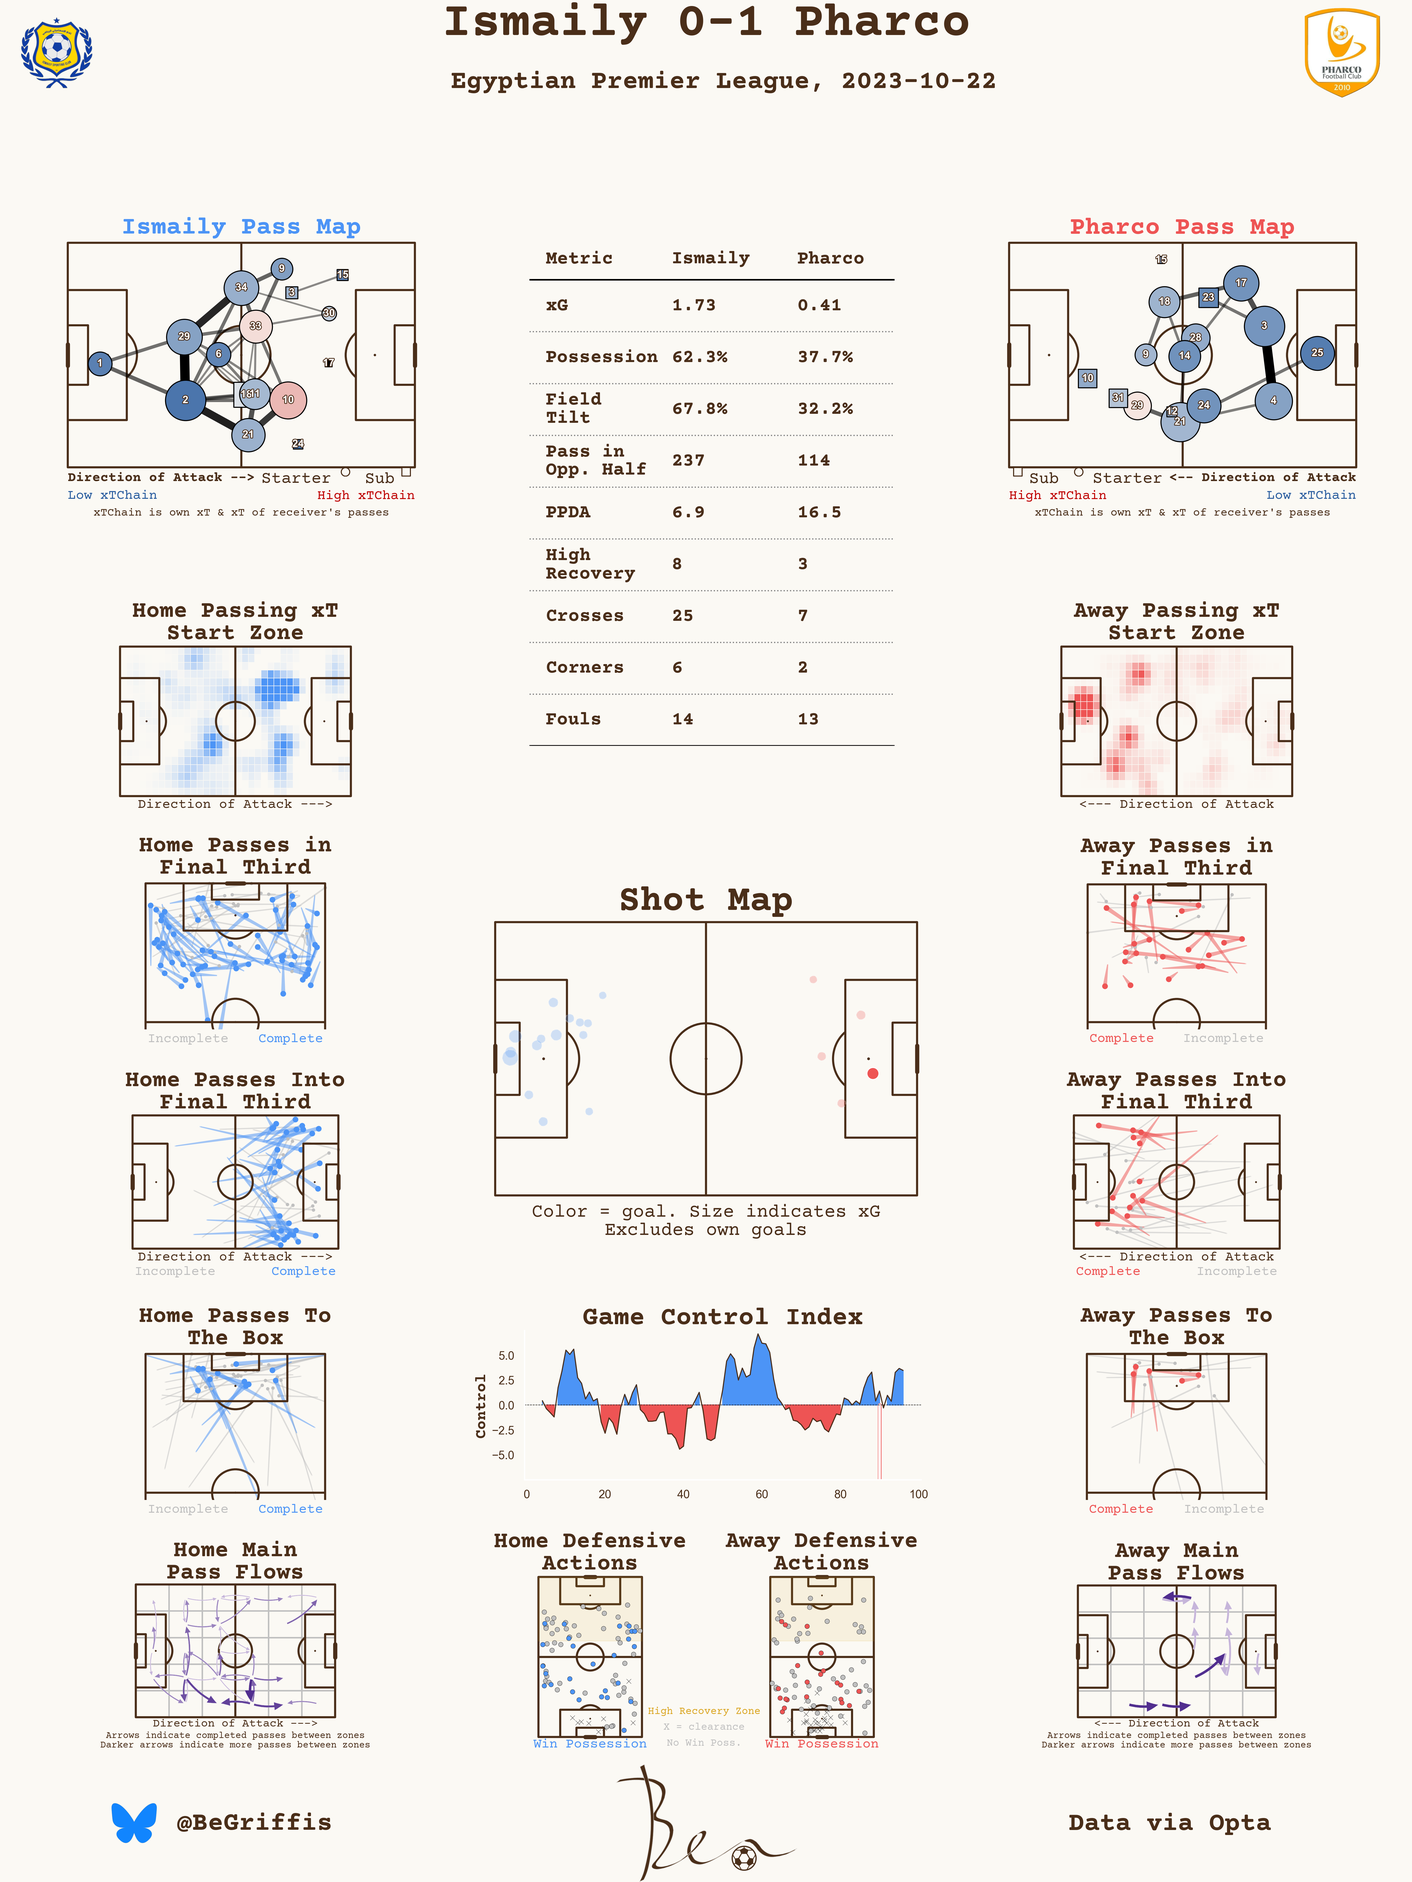 Ismaily 0-1 Pharco
Egyptian Premier League, 2023-10-22
PHARCO
Football Club
2010
Ismaily Pass Map
9
15
34
3
30
33
29
6
1
17
16
11
2
10
21
24
Direction of Attack --> Starter Sub
Low xTChain High xTChain
xTChain is own xT & xT of receiver's passes
Metric Ismaily Pharco
xG 1.73 0.41
Possession 62.3% 37.7%
Field
Tilt 67.8% 32.2%
Pass in
Opp. Half 237 114
PPDA 6.9 16.5
High
Recovery 8 3
Crosses 25 7
Corners 6 2
Fouls 14 13
Pharco Pass Map
15
17
23
18
3
28
9
14
25
10
31
29
24
4
12
21
Sub Starter <-- Direction of Attack
High xTChain Low xTChain
xTChain is own xT & xT of receiver's passes
Home Passing xT
Start Zone
Direction of Attack --->
Away Passing xT
Start Zone
<--- Direction of Attack
Home Passes in
Final Third
Incomplete Complete
Away Passes in
Final Third
Complete Incomplete
Shot Map
Color = goal. Size indicates xG
Excludes own goals
Home Passes Into
Final Third
Direction of Attack --->
Incomplete Complete
Away Passes Into
Final Third
<--- Direction of Attack
Complete Incomplete
Home Passes To
The Box
Incomplete Complete
Game Control Index
Control
5.0
2.5
0.0
−2.5
−5.0
0 20 40 60 80 100
Away Passes To
The Box
Complete Incomplete
Home Main
Pass Flows
Direction of Attack --->
Arrows indicate completed passes between zones
Darker arrows indicate more passes between zones
Home Defensive
Actions
Win Possession
Away Defensive
Actions
Win Possession
High Recovery Zone
X = clearance
No Win Poss.
Away Main
Pass Flows
<--- Direction of Attack
Arrows indicate completed passes between zones
Darker arrows indicate more passes between zones
@BeGriffis
Ben
Data via Opta